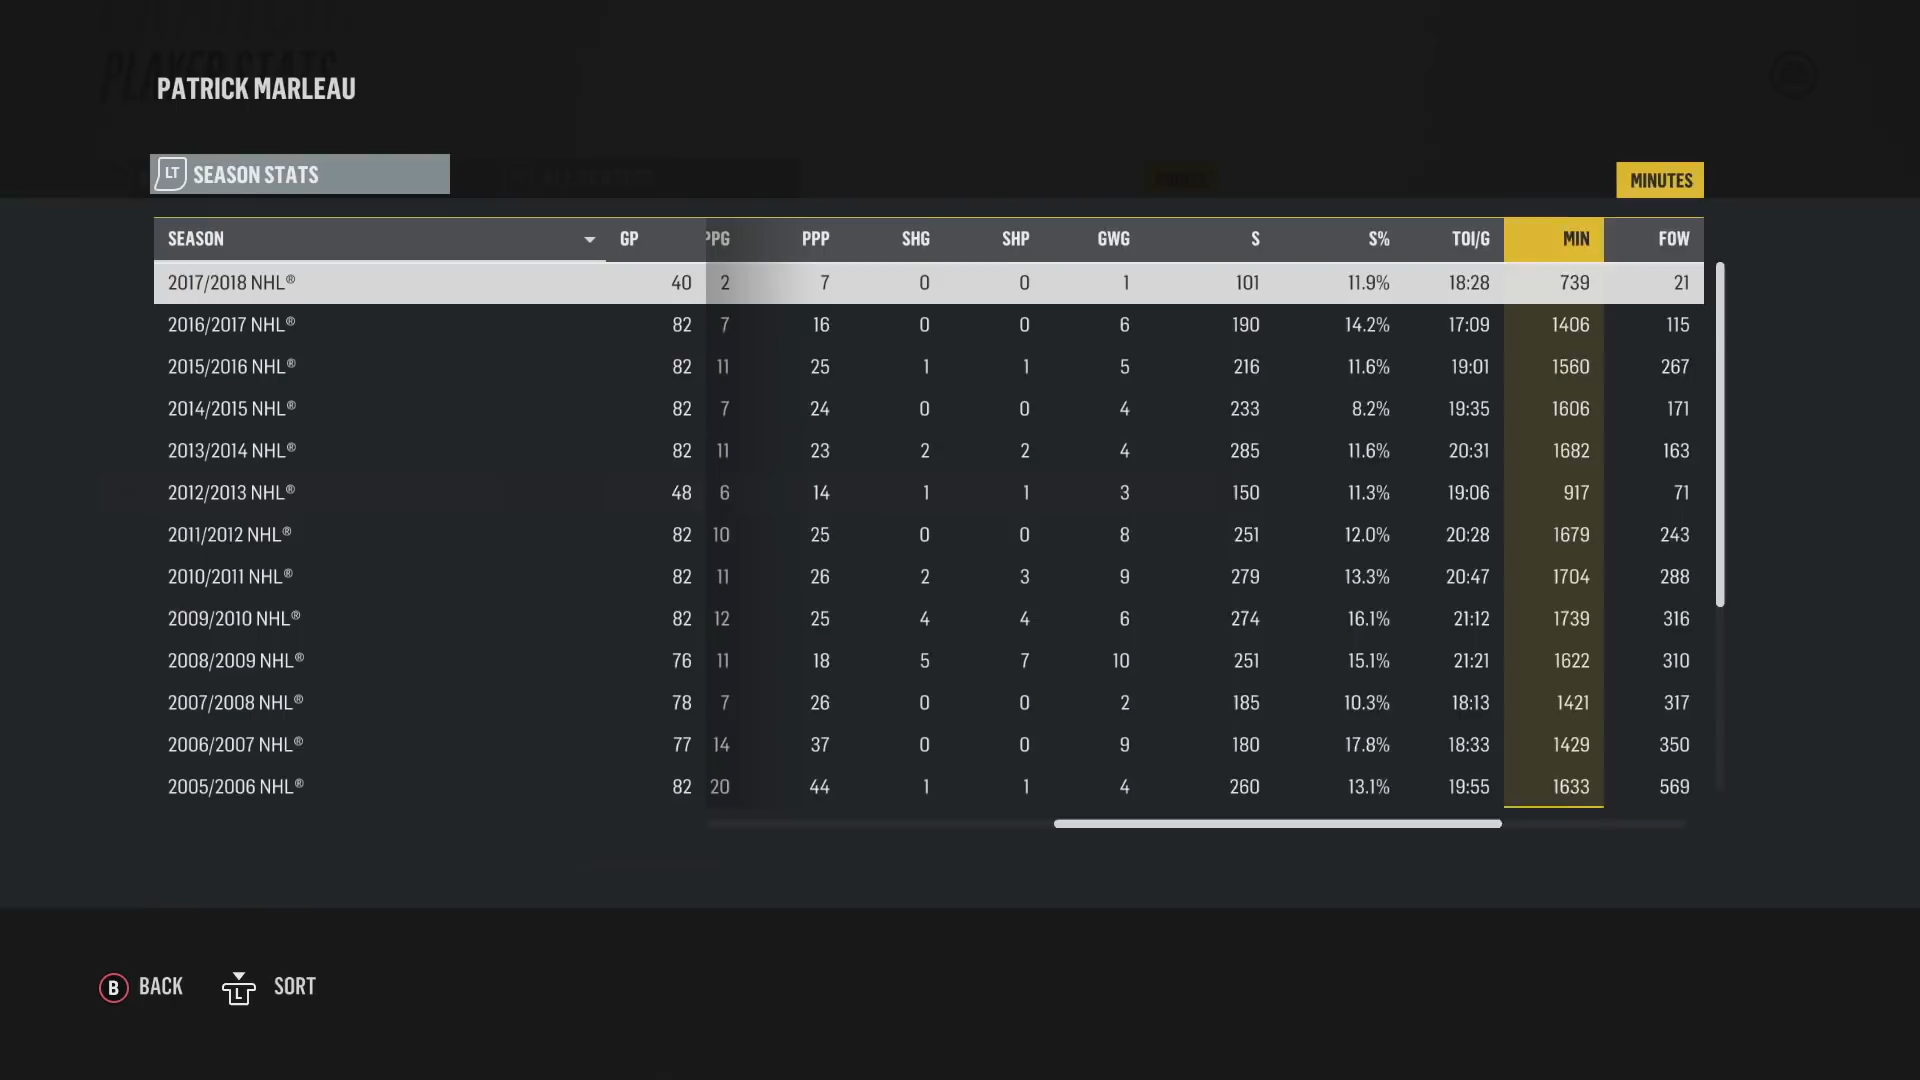 PLAYER STATS
PATRICK MARLEAU
LT SEASON STATS
MINUTES
SEASON GP PPG PPP SHG SHP GWG S S% TOI/G MIN FOW
2017/2018 NHL® 40 2 7 0 0 1 101 11.9% 18:28 739 21
2016/2017 NHL® 82 7 16 0 0 6 190 14.2% 17:09 1406 115
2015/2016 NHL® 82 11 25 1 1 5 216 11.6% 19:01 1560 267
2014/2015 NHL® 82 7 24 0 0 4 233 8.2% 19:35 1606 171
2013/2014 NHL® 82 11 23 2 2 4 285 11.6% 20:31 1682 163
2012/2013 NHL® 48 6 14 1 1 3 150 11.3% 19:06 917 71
2011/2012 NHL® 82 10 25 0 0 8 251 12.0% 20:28 1679 243
2010/2011 NHL® 82 11 26 2 3 9 279 13.3% 20:47 1704 288
2009/2010 NHL® 82 12 25 4 4 6 274 16.1% 21:12 1739 316
2008/2009 NHL® 76 11 18 5 7 10 251 15.1% 21:21 1622 310
2007/2008 NHL® 78 7 26 0 0 2 185 10.3% 18:13 1421 317
2006/2007 NHL® 77 14 37 0 0 9 180 17.8% 18:33 1429 350
2005/2006 NHL® 82 20 44 1 1 4 260 13.1% 19:55 1633 569
B BACK L SORT